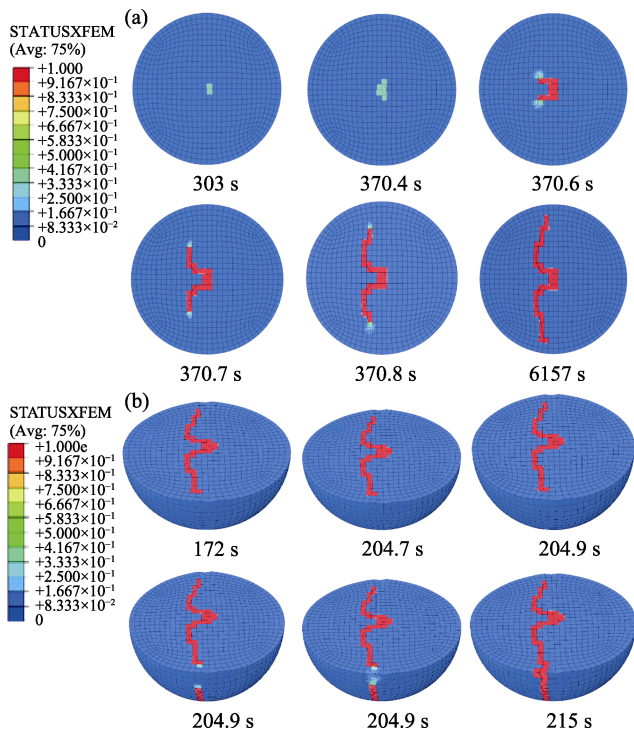 (a)
STATUSXFEM
(Avg: 75%)
+1.000
+9.167×10⁻¹
+8.333×10⁻¹
+7.500×10⁻¹
+6.667×10⁻¹
+5.833×10⁻¹
+5.000×10⁻¹
+4.167×10⁻¹
+3.333×10⁻¹
+2.500×10⁻¹
+1.667×10⁻¹
+8.333×10⁻²
0
303 s 370.4 s 370.6 s
370.7 s 370.8 s 6157 s
(b)
STATUSXFEM
(Avg: 75%)
+1.000e
+9.167×10⁻¹
+8.333×10⁻¹
+7.500×10⁻¹
+6.667×10⁻¹
+5.833×10⁻¹
+5.000×10⁻¹
+4.167×10⁻¹
+3.333×10⁻¹
+2.500×10⁻¹
+1.667×10⁻¹
+8.333×10⁻²
0
172 s 204.7 s 204.9 s
204.9 s 204.9 s 215 s